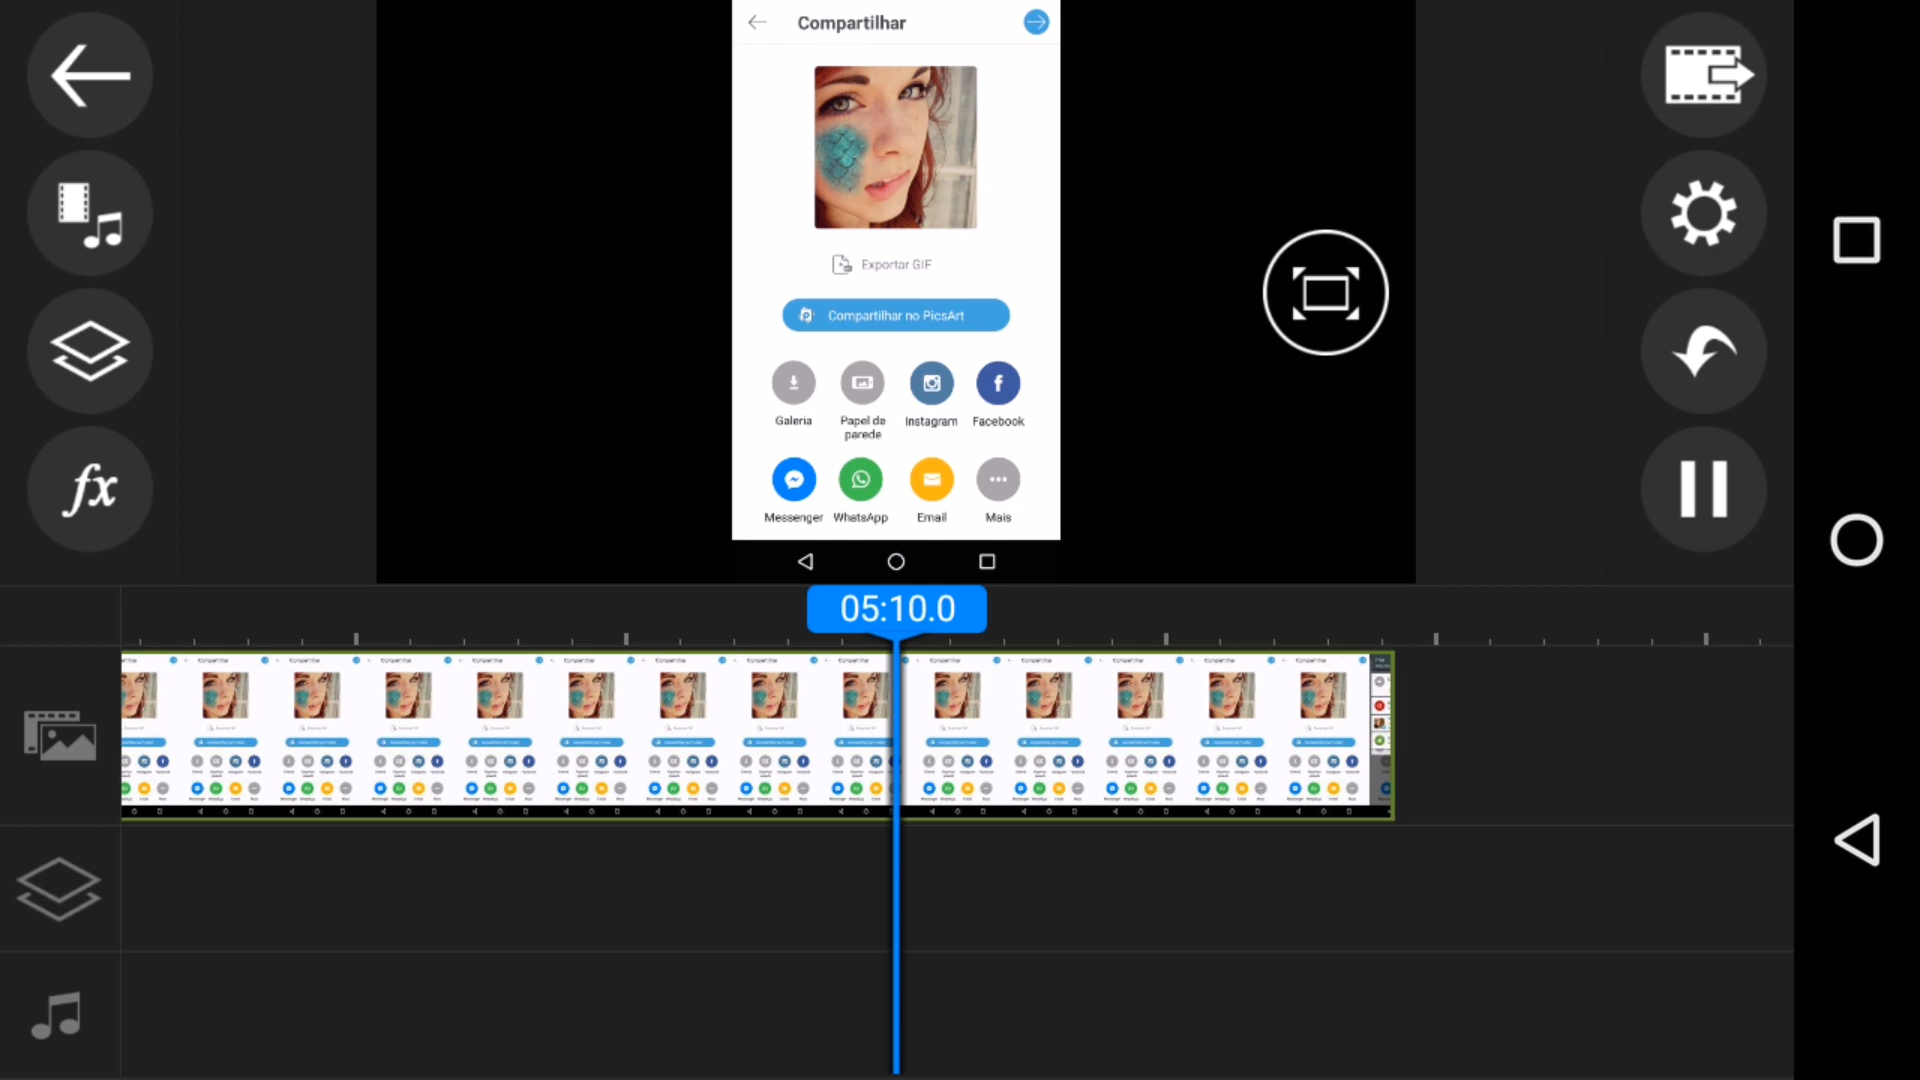 Compartilhar
Exportar GIF
Compartilhar no PicsArt
Galeria
Papel de
parede
Instagram
Facebook
Messenger
WhatsApp
Email
Mais
fx
05:10.0